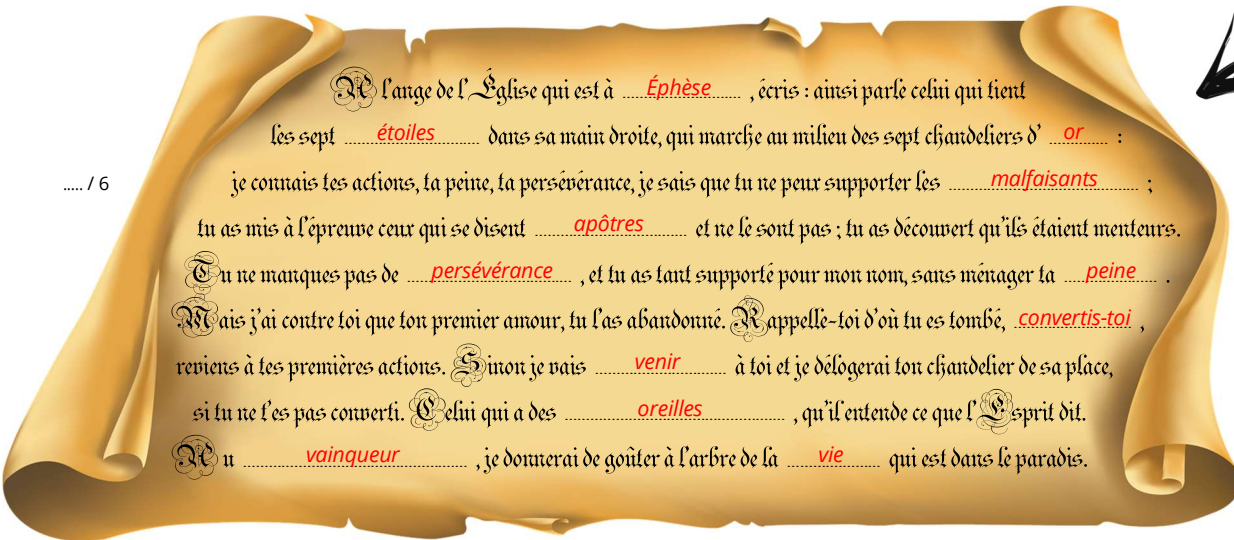 À l'ange de l'Église qui est à Éphèse , écris : ainsi parle celui qui tient
les sept étoiles dans sa main droite, qui marche au milieu des sept chandeliers d' or :
..... / 6 je connais tes actions, ta peine, ta persévérance, je sais que tu ne peux supporter les malfaisants ;
tu as mis à l'épreuve ceux qui se disent apôtres et ne le sont pas ; tu as découvert qu'ils étaient menteurs.
Tu ne manques pas de persévérance , et tu as tant supporté pour mon nom, sans ménager ta peine .
Mais j'ai contre toi que ton premier amour, tu l'as abandonné. Rappelle-toi d'où tu es tombé, convertis-toi ,
reviens à tes premières actions. Sinon je vais venir à toi et je délogerai ton chandelier de sa place,
si tu ne t'es pas converti. Celui qui a des oreilles , qu'il entende ce que l'Esprit dit.
Au vainqueur , je donnerai de goûter à l'arbre de la vie qui est dans le paradis.